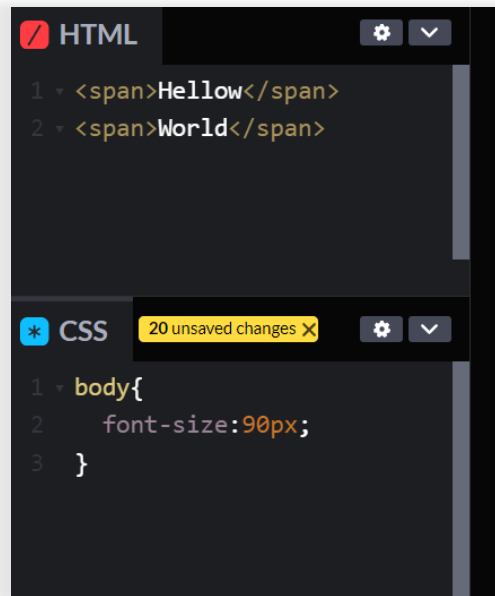 HTML
1 <span>Hellow</span>
2 <span>World</span>
CSS 20 unsaved changes
1 body{
2 font-size:90px;
3 }